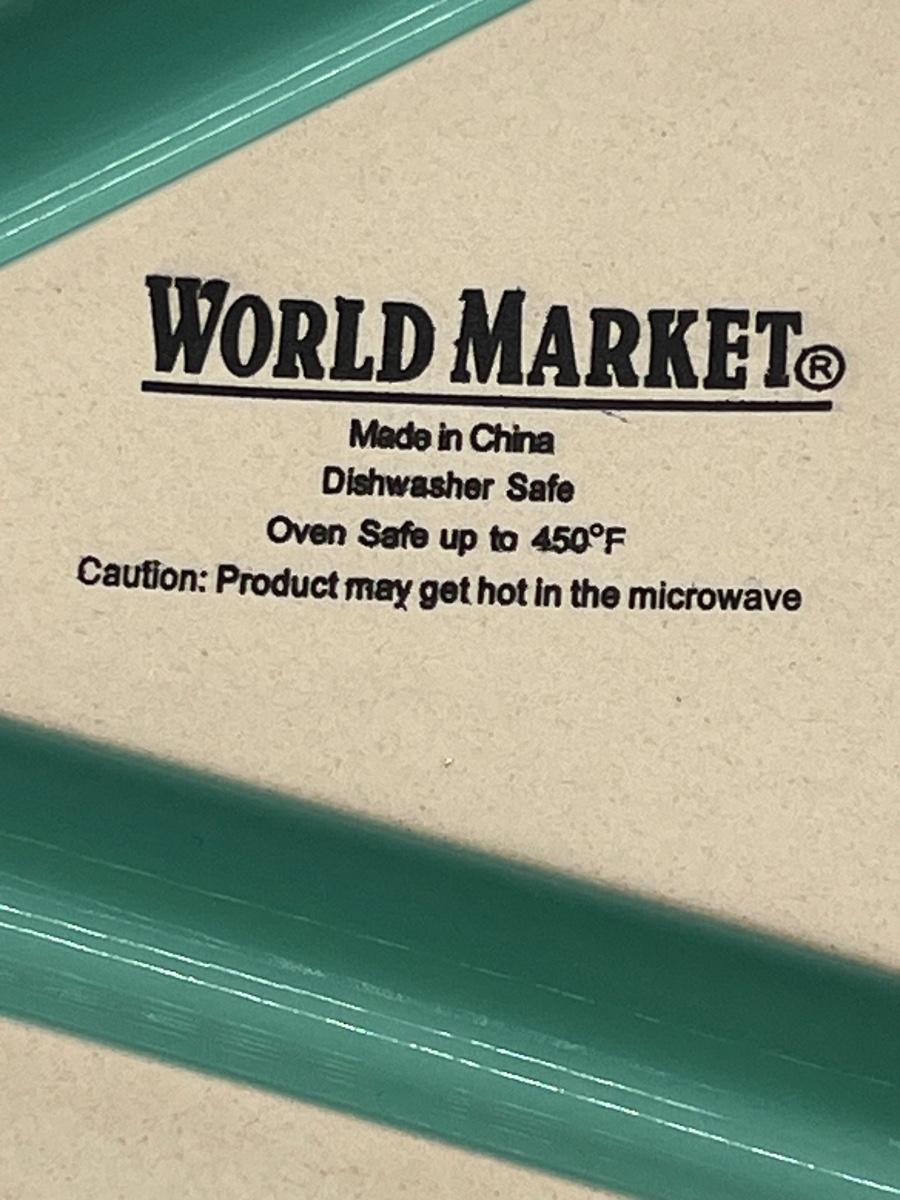 WORLD MARKET®
Made in China
Dishwasher Safe
Oven Safe up to 450°F
Caution: Product may get hot in the microwave